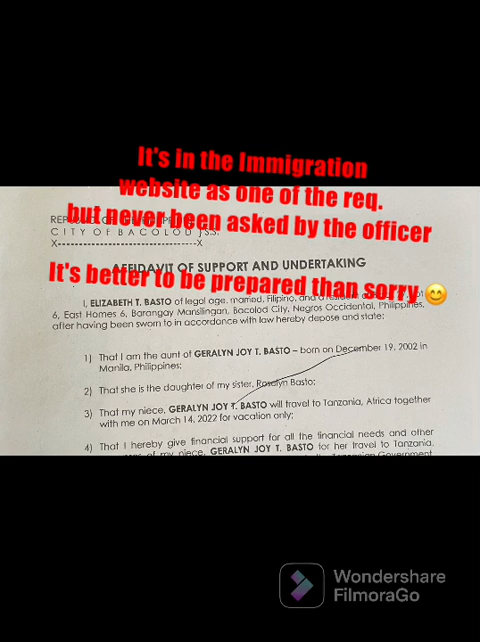 It's in the Immigration
website as one of the req.
but never been asked by the officer
It's better to be prepared than sorry 😊
CITY OF BACOLOD ) S.S.
X---------------------------------X
AFFIDAVIT OF SUPPORT AND UNDERTAKING
I, ELIZABETH T. BASTO of legal age, married, Filipino, and a
6, East Homes 6, Barangay Mansilingan, Bacolod City, Negros Occidental, Philippines,
after having been sworn to in accordance with law hereby depose and state:
1) That I am the aunt of GERALYN JOY T. BASTO – born on December 19, 2002 in
Manila, Philippines;
2) That she is the daughter of my sister, Roselyn Basto;
3) That my niece, GERALYN JOY T. BASTO will travel to Tanzania, Africa together
with me on March 14, 2022 for vacation only;
4) That I hereby give financial support for all the financial needs and other
of my niece, GERALYN JOY T. BASTO for her travel to Tanzania.
Government
Wondershare
FilmoraGo